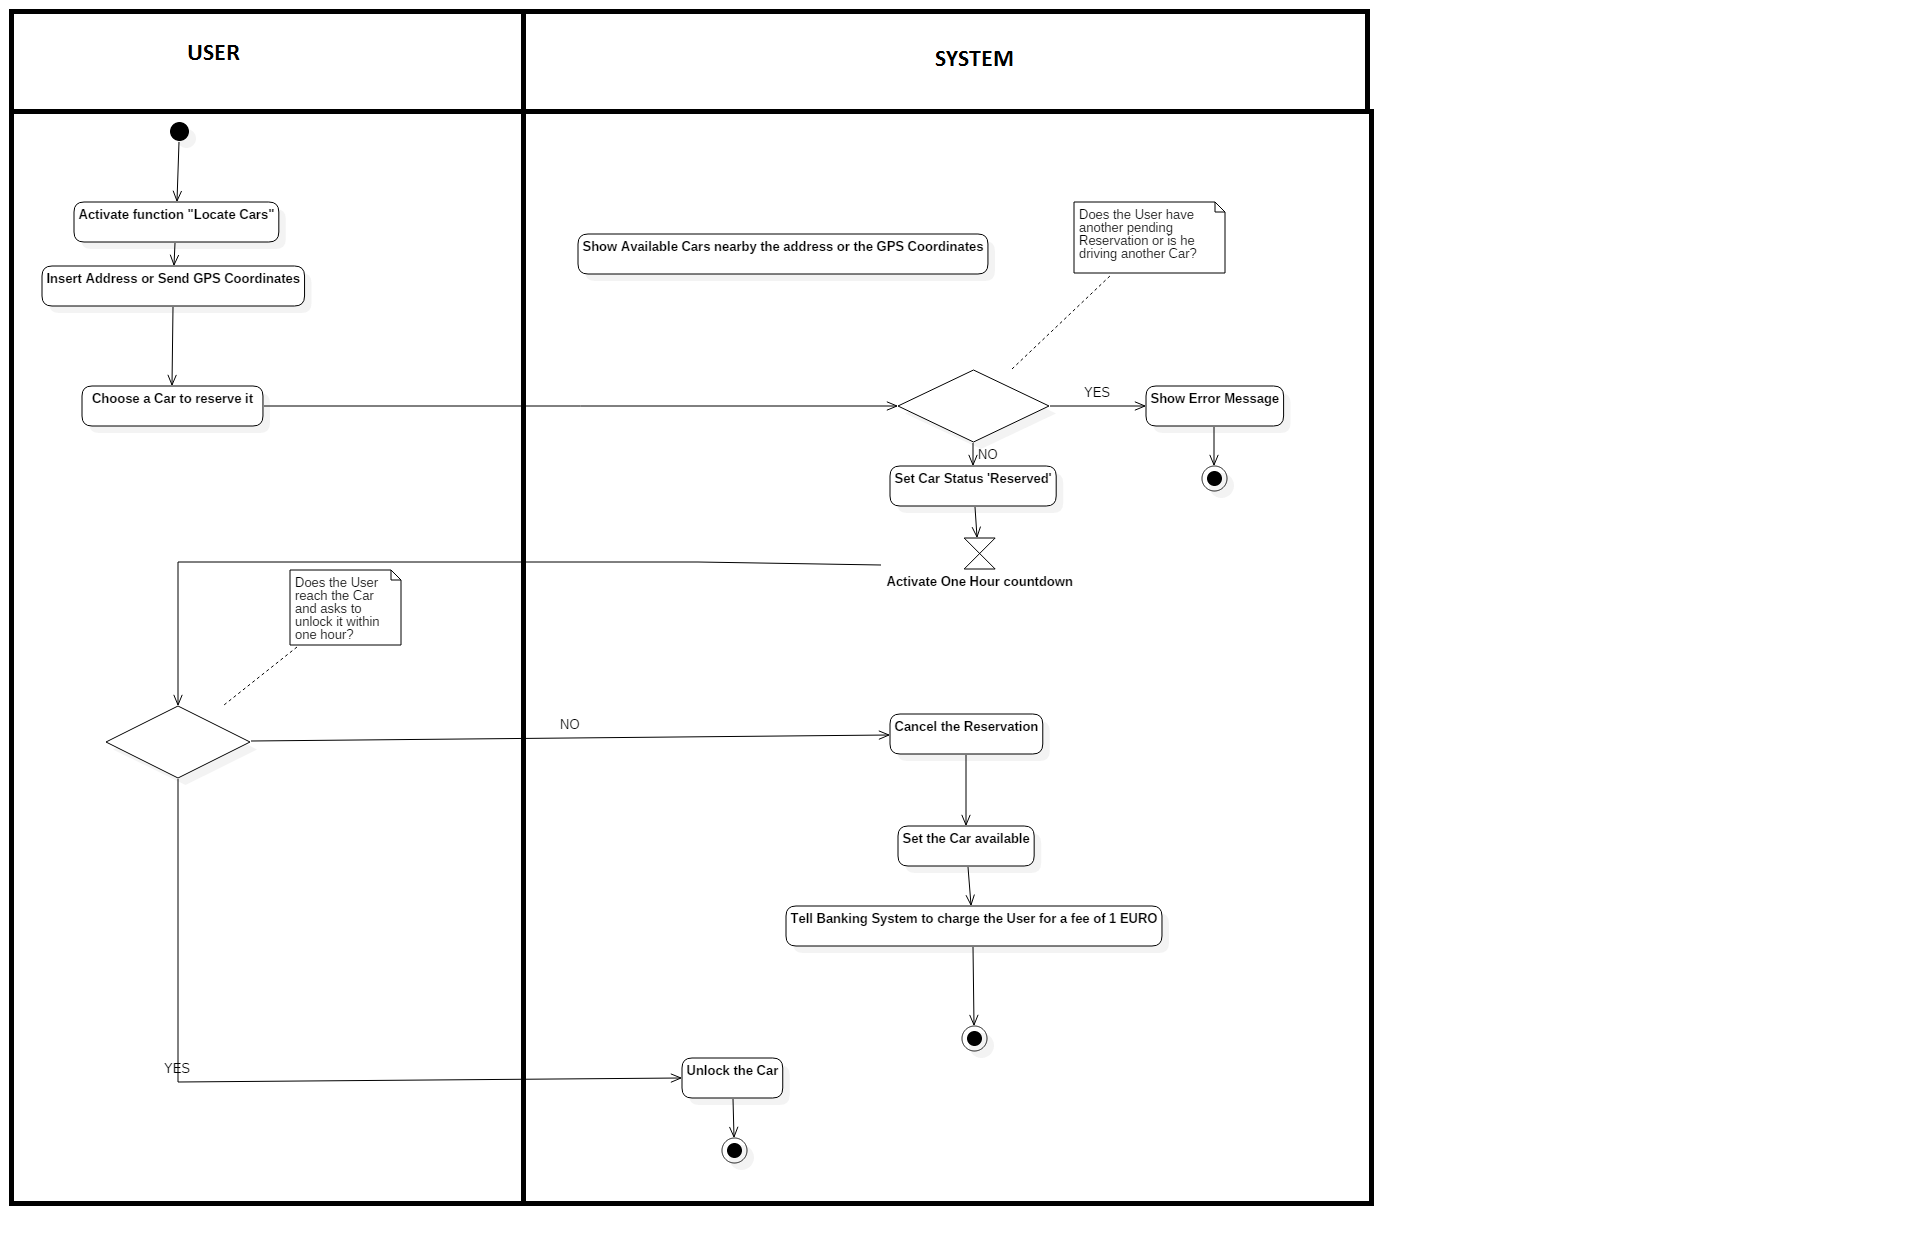 USER
SYSTEM
Activate function "Locate Cars"
Insert Address or Send GPS Coordinates
Show Available Cars nearby the address or the GPS Coordinates
Does the User have
another pending
Reservation or is he
driving another Car?
Choose a Car to reserve it
YES
Show Error Message
NO
Set Car Status 'Reserved'
Activate One Hour countdown
Does the User
reach the Car
and asks to
unlock it within
one hour?
NO
Cancel the Reservation
Set the Car available
Tell Banking System to charge the User for a fee of 1 EURO
YES
Unlock the Car